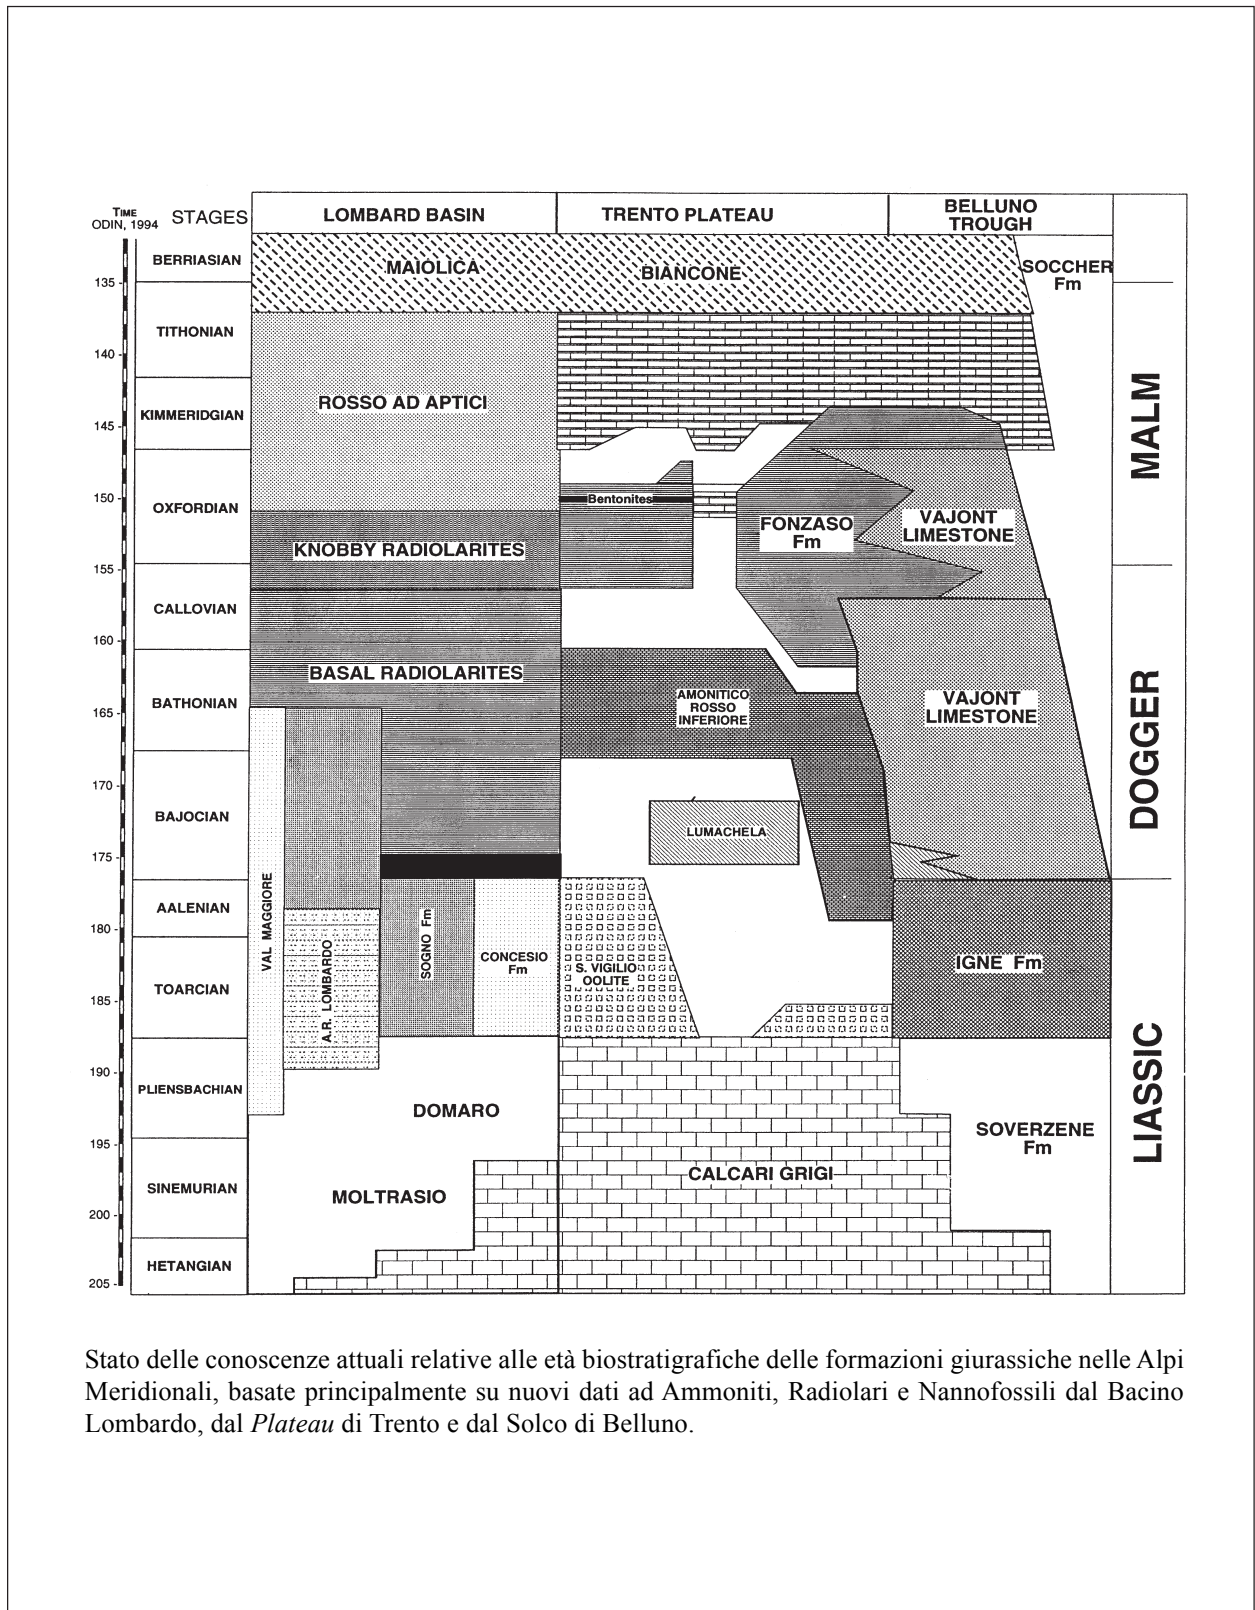 TIME
ODIN, 1994
STAGES
LOMBARD BASIN
TRENTO PLATEAU
BELLUNO
TROUGH
BERRIASIAN
MAIOLICA
BIANCONE
SOCCHER
Fm
135
TITHONIAN
140
KIMMERIDGIAN
ROSSO AD APTICI
MALM
145
OXFORDIAN
150
Bentonites
FONZASO
Fm
VAJONT
LIMESTONE
KNOBBY RADIOLARITES
155
CALLOVIAN
160
BASAL RADIOLARITES
BATHONIAN
AMONITICO
ROSSO
INFERIORE
VAJONT
LIMESTONE
165
DOGGER
170
BAJOCIAN
LUMACHELA
175
VAL MAGGIORE
AALENIAN
180
A.R. LOMBARDO
SOGNO Fm
CONCESIO
Fm
S. VIGILIO
OOLITE
IGNE Fm
TOARCIAN
185
190
PLIENSBACHIAN
DOMARO
SOVERZENE
Fm
LIASSIC
195
SINEMURIAN
MOLTRASIO
CALCARI GRIGI
200
HETANGIAN
205
Stato delle conoscenze attuali relative alle età biostratigrafiche delle formazioni giurassiche nelle Alpi
Meridionali, basate principalmente su nuovi dati ad Ammoniti, Radiolari e Nannofossili dal Bacino
Lombardo, dal Plateau di Trento e dal Solco di Belluno.